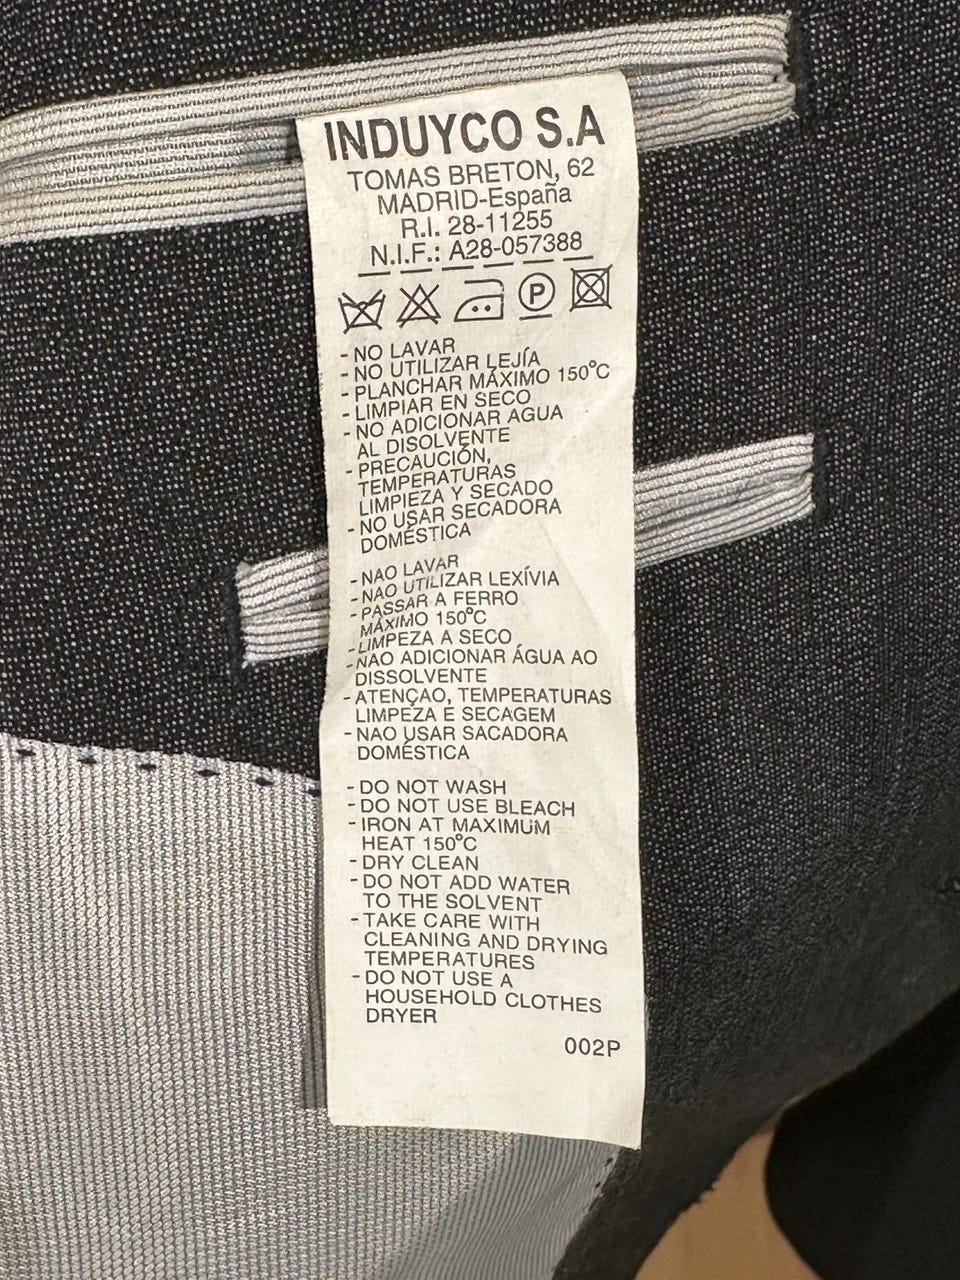 INDUYCO S.A
TOMAS BRETON, 62
MADRID-España
R.I. 28-11255
N.I.F.: A28-057388
P
- NO LAVAR
- NO UTILIZAR LEJÍA
- PLANCHAR MÁXIMO 150°C
- LIMPIAR EN SECO
- NO ADICIONAR AGUA
AL DISOLVENTE
- PRECAUCIÓN,
TEMPERATURAS
LIMPIEZA Y SECADO
- NO USAR SECADORA
DOMÉSTICA
- NAO LAVAR
- NAO UTILIZAR LEXÍVIA
- PASSAR A FERRO
MÁXIMO 150°C
- LIMPEZA A SECO
- NAO ADICIONAR ÁGUA AO
DISSOLVENTE
- ATENÇAO, TEMPERATURAS
LIMPEZA E SECAGEM
- NAO USAR SACADORA
DOMÉSTICA
- DO NOT WASH
- DO NOT USE BLEACH
- IRON AT MAXIMUM
HEAT 150°C
- DRY CLEAN
- DO NOT ADD WATER
TO THE SOLVENT
- TAKE CARE WITH
CLEANING AND DRYING
TEMPERATURES
- DO NOT USE A
HOUSEHOLD CLOTHES
DRYER
002P